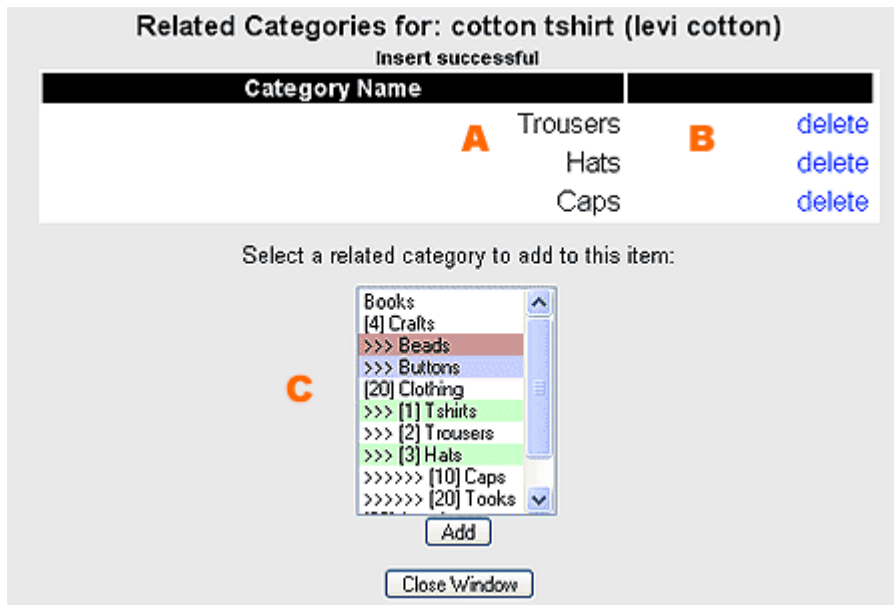 Related Categories for: cotton tshirt (levi cotton)
Insert successful
Category Name
A Trousers B delete
Hats delete
Caps delete
Select a related category to add to this item:
Books
[4] Crafts
>>> Beads
>>> Buttons
[20] Clothing
>>> [1] Tshirts
>>> [2] Trousers
>>> [3] Hats
>>>>>> [10] Caps
>>>>>> [20] Tooks
C
Add
Close Window